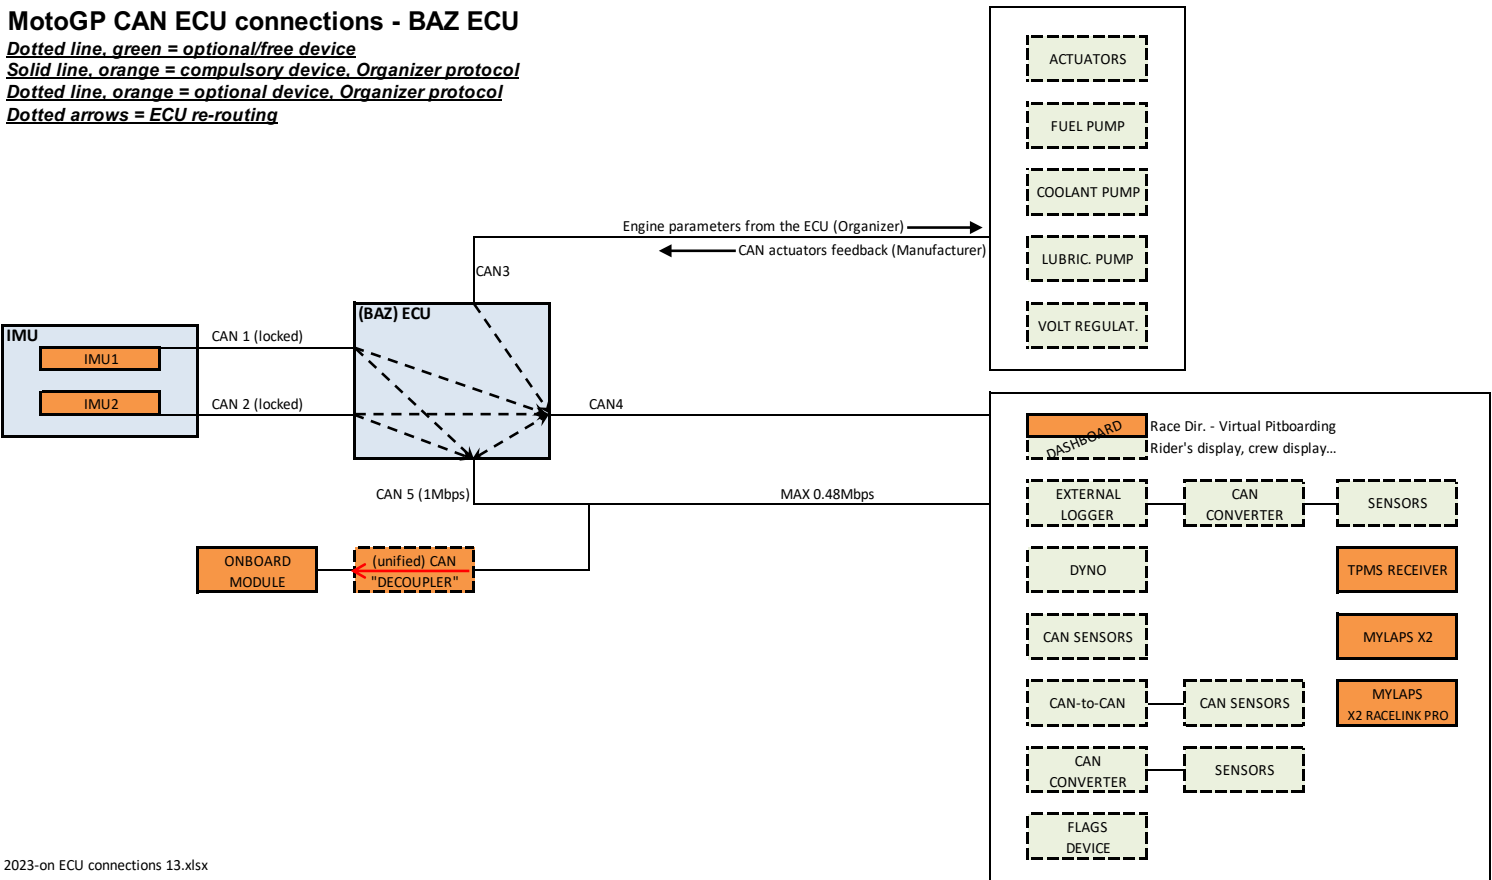 MotoGP CAN ECU connections - BAZ ECU
Dotted line, green = optional/free device
Solid line, orange = compulsory device, Organizer protocol
Dotted line, orange = optional device, Organizer protocol
Dotted arrows = ECU re-routing
ACTUATORS
FUEL PUMP
COOLANT PUMP
LUBRIC. PUMP
VOLT REGULAT.
Engine parameters from the ECU (Organizer)
CAN actuators feedback (Manufacturer)
CAN3
(BAZ) ECU
IMU
IMU1
IMU2
CAN 1 (locked)
CAN 2 (locked)
CAN4
CAN 5 (1Mbps)
MAX 0.48Mbps
ONBOARD
MODULE
(unified) CAN
"DECOUPLER"
DASHBOARD
Race Dir. - Virtual Pitboarding
Rider's display, crew display...
EXTERNAL
LOGGER
CAN
CONVERTER
SENSORS
DYNO
TPMS RECEIVER
CAN SENSORS
MYLAPS X2
CAN-to-CAN
CAN SENSORS
MYLAPS
X2 RACELINK PRO
CAN
CONVERTER
SENSORS
FLAGS
DEVICE
2023-on ECU connections 13.xlsx